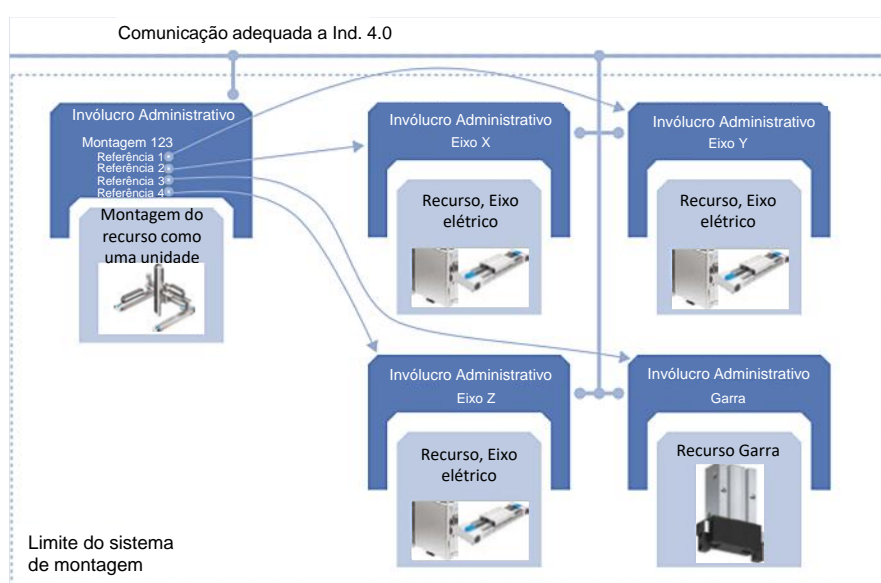 Comunicação adequada a Ind. 4.0
Invólucro Administrativo
Montagem 123
Referência 1
Referência 2
Referência 3
Referência 4
Montagem do
recurso como
uma unidade
Invólucro Administrativo
Eixo X
Recurso, Eixo
elétrico
Invólucro Administrativo
Eixo Y
Recurso, Eixo
elétrico
Invólucro Administrativo
Eixo Z
Recurso, Eixo
elétrico
Invólucro Administrativo
Garra
Recurso Garra
Limite do sistema
de montagem